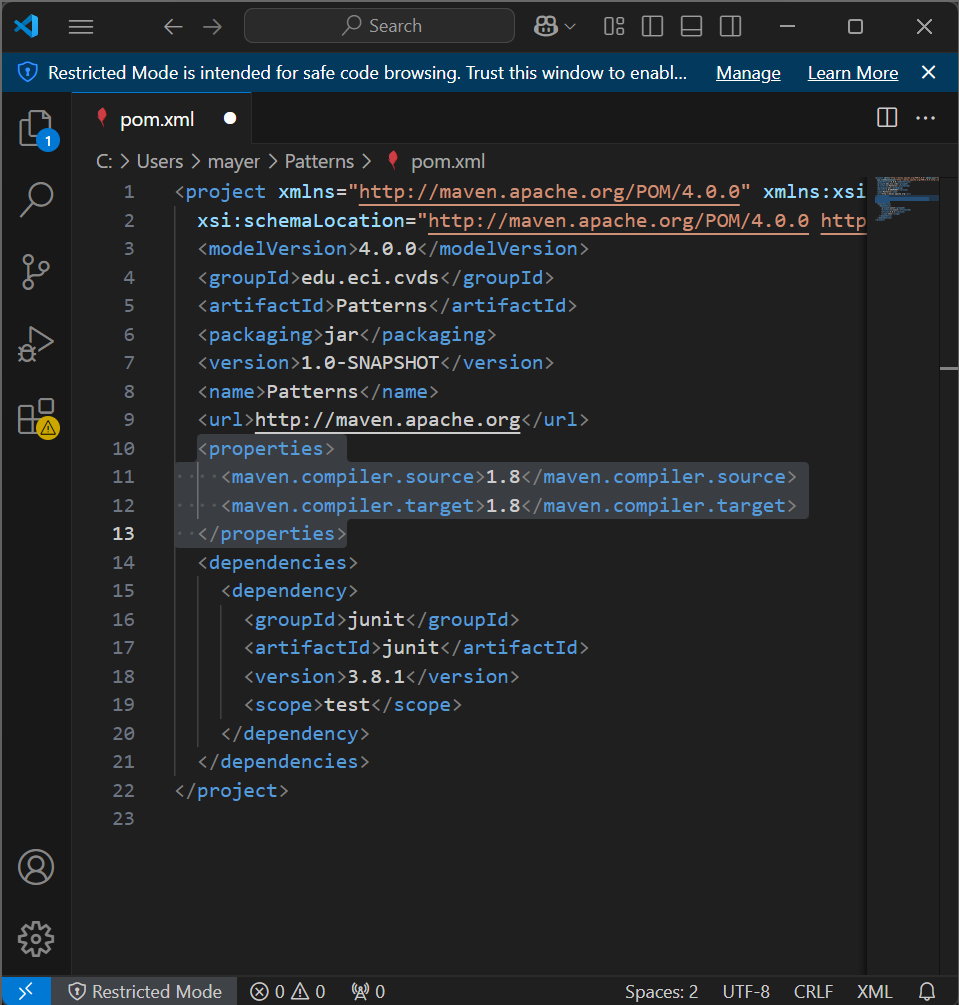 Search
Restricted Mode is intended for safe code browsing. Trust this window to enabl... Manage Learn More
1
pom.xml
C: > Users > mayer > Patterns > pom.xml
1 <project xmlns="http://maven.apache.org/POM/4.0.0" xmlns:xsi
2 xsi:schemaLocation="http://maven.apache.org/POM/4.0.0 http
3 <modelVersion>4.0.0</modelVersion>
4 <groupId>edu.eci.cvds</groupId>
5 <artifactId>Patterns</artifactId>
6 <packaging>jar</packaging>
7 <version>1.0-SNAPSHOT</version>
8 <name>Patterns</name>
9 <url>http://maven.apache.org</url>
10 <properties>
11 <maven.compiler.source>1.8</maven.compiler.source>
12 <maven.compiler.target>1.8</maven.compiler.target>
13 </properties>
14 <dependencies>
15 <dependency>
16 <groupId>junit</groupId>
17 <artifactId>junit</artifactId>
18 <version>3.8.1</version>
19 <scope>test</scope>
20 </dependency>
21 </dependencies>
22 </project>
23
Restricted Mode 0 0 0 Spaces: 2 UTF-8 CRLF XML